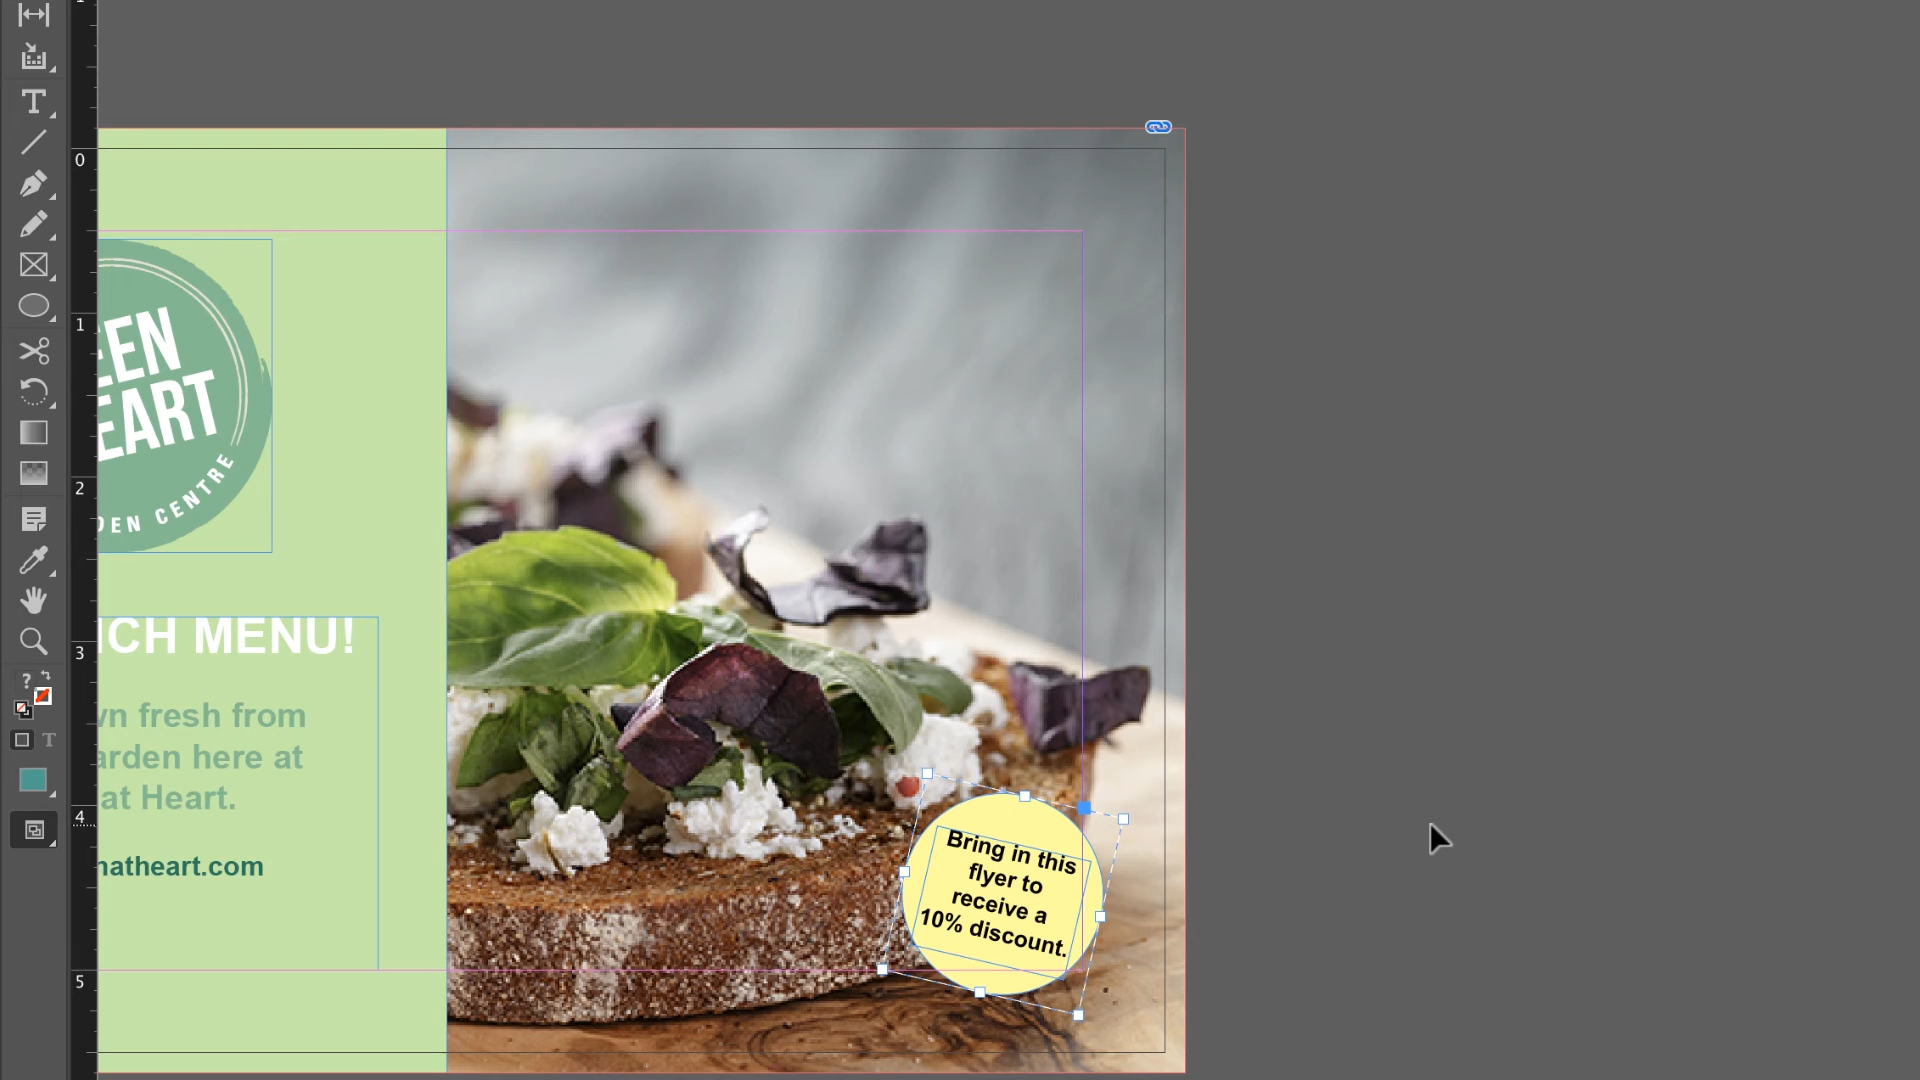 EEN
EART
DEN CENTRE
ICH MENU!
vn fresh from
arden here at
at Heart.
natheart.com
Bring in this
flyer to
receive a
10% discount.
0
1
2
3
4
5